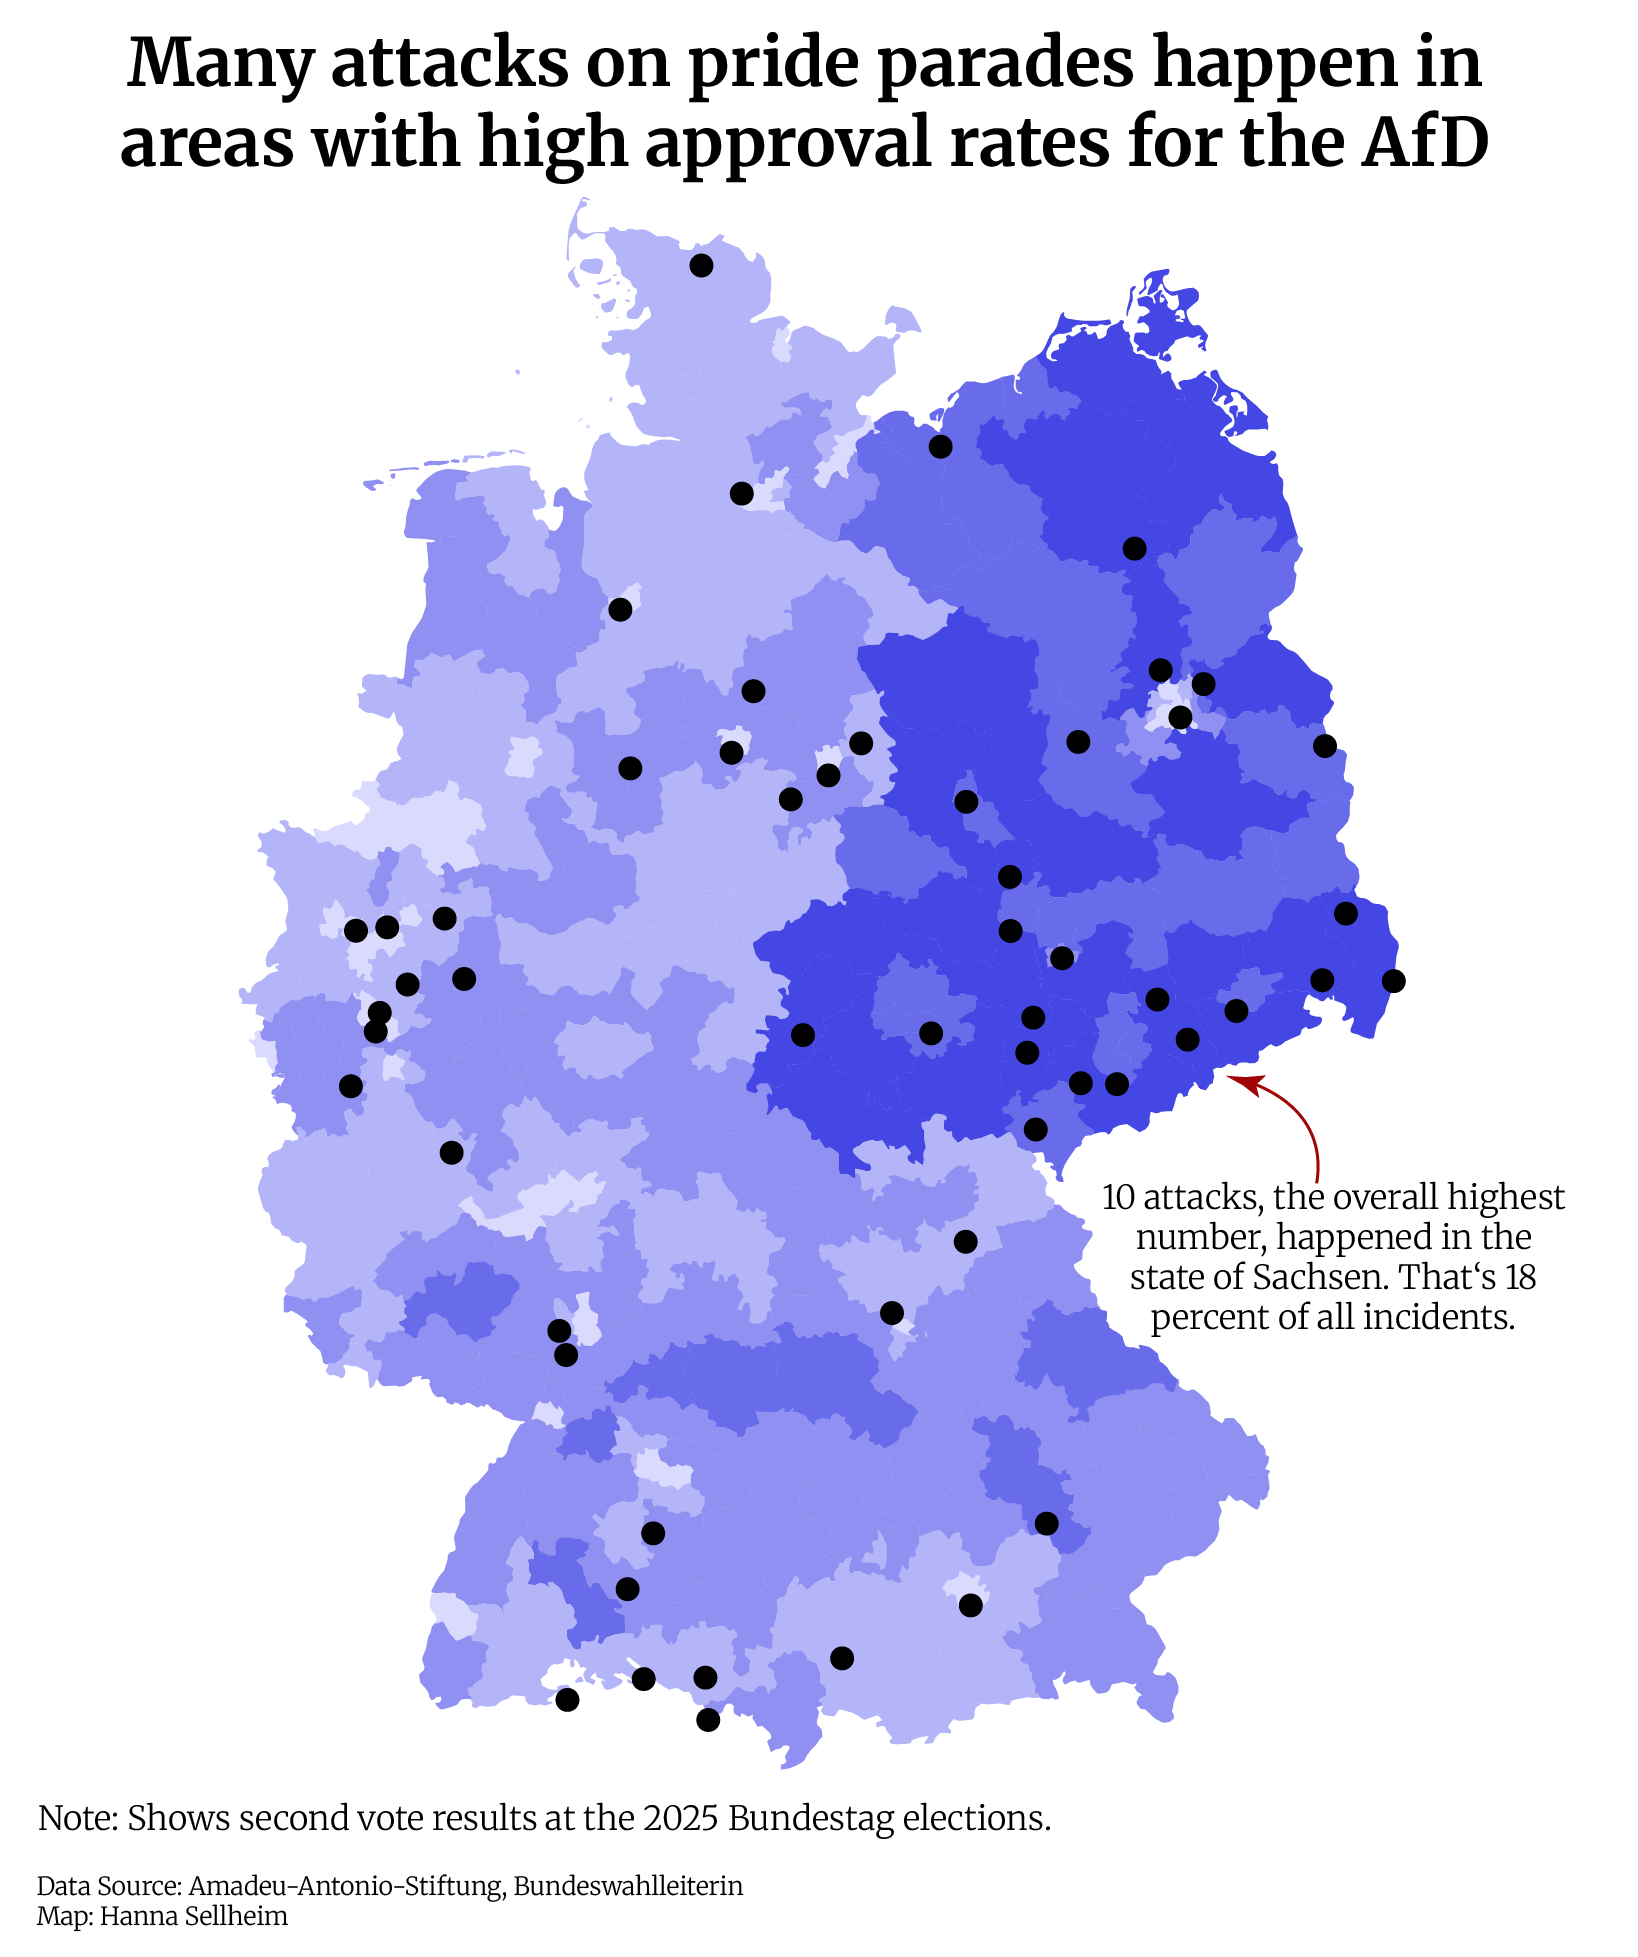 Many attacks on pride parades happen in
areas with high approval rates for the AfD
10 attacks, the overall highest
number, happened in the
state of Sachsen. That‘s 18
percent of all incidents.
Note: Shows second vote results at the 2025 Bundestag elections.
Data Source: Amadeu-Antonio-Stiftung, Bundeswahlleiterin
Map: Hanna Sellheim